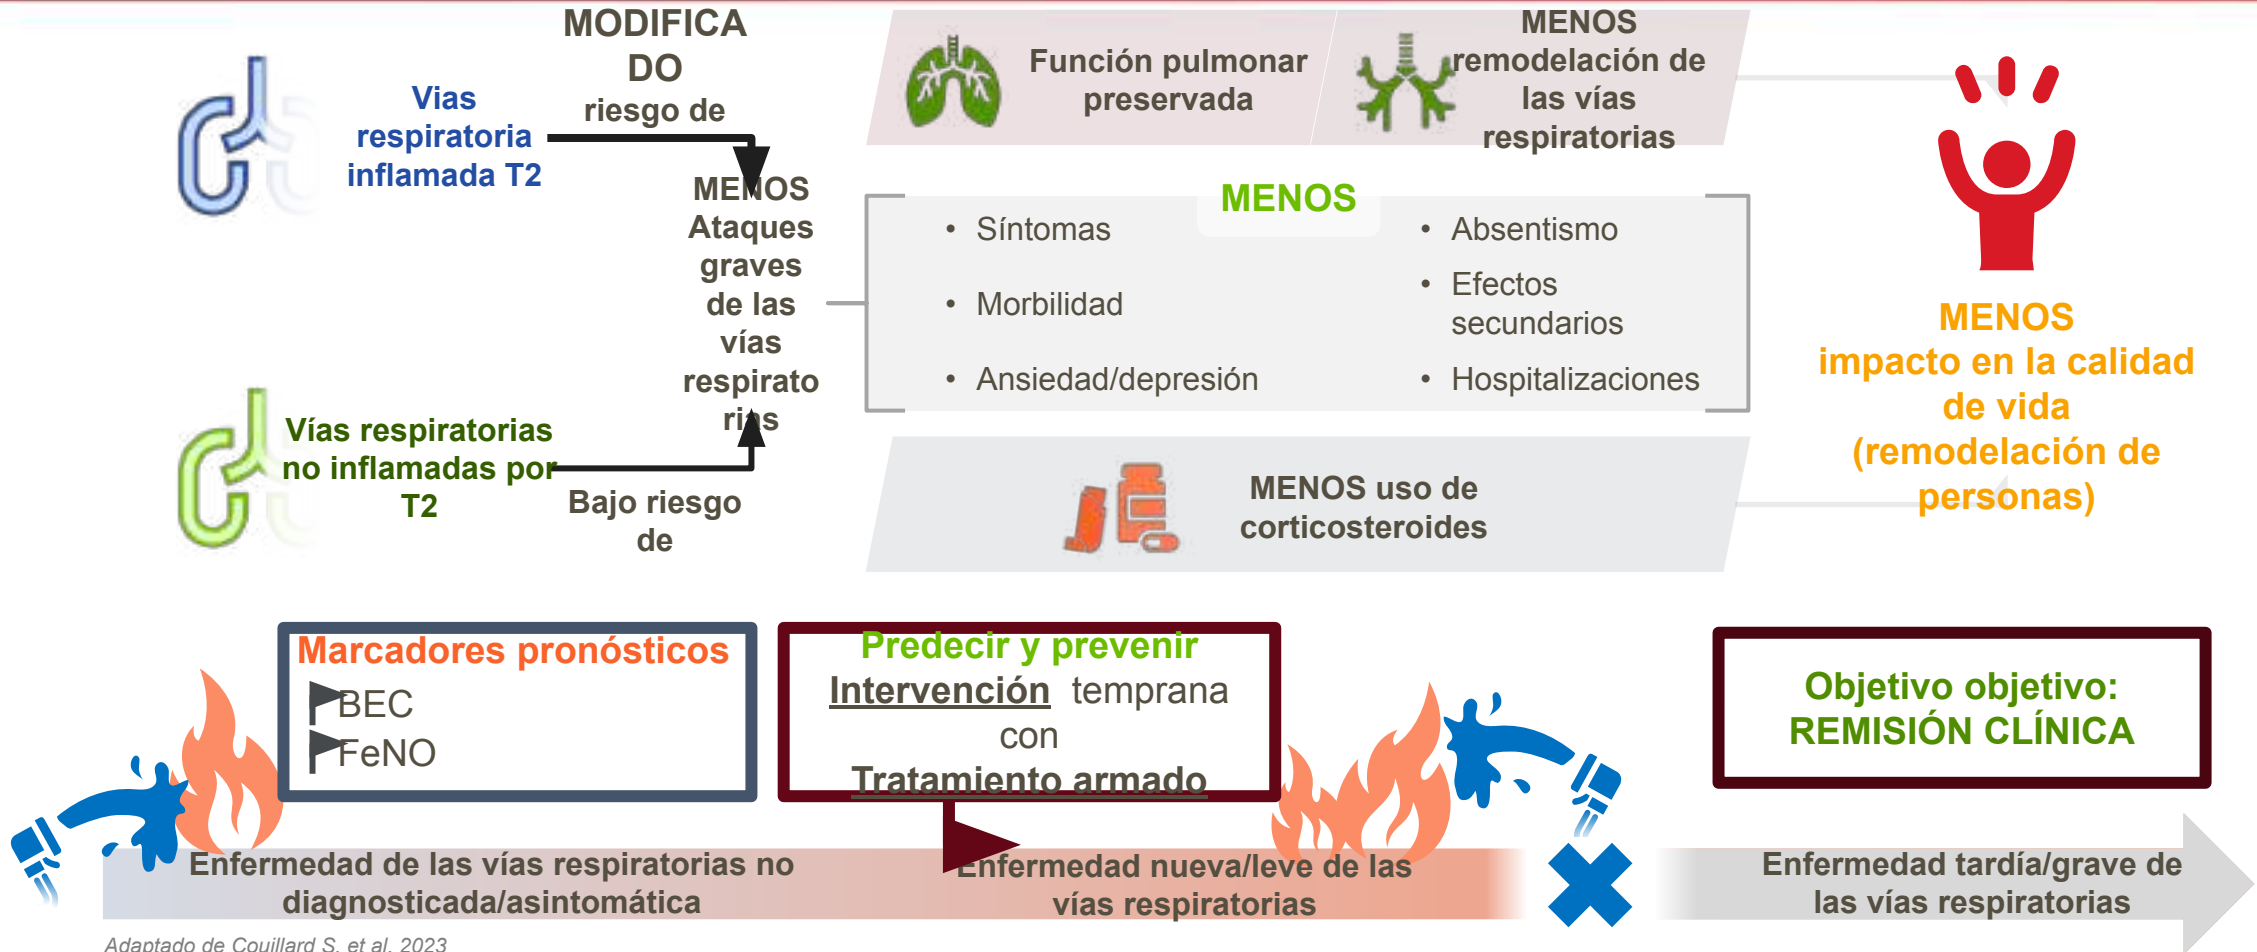 MODIFICA
DO
riesgo de
Vias
respiratoria
inflamada T2
MENOS
Ataques
graves
de las
vías
respirato
rias
Vías respiratorias
no inflamadas por
T2
Bajo riesgo
de
Función pulmonar
preservada
MENOS
remodelación de
las vías
respiratorias
MENOS
• Síntomas
• Morbilidad
• Ansiedad/depresión
• Absentismo
• Efectos
secundarios
• Hospitalizaciones
MENOS uso de
corticosteroides
MENOS
impacto en la calidad
de vida
(remodelación de
personas)
Marcadores pronósticos
BEC
FeNO
Predecir y prevenir
Intervención temprana
con
Tratamiento armado
Objetivo objetivo:
REMISIÓN CLÍNICA
Enfermedad de las vías respiratorias no
diagnosticada/asintomática
Enfermedad nueva/leve de las
vías respiratorias
Enfermedad tardía/grave de
las vías respiratorias
Adaptado de Couillard S, et al. 2023